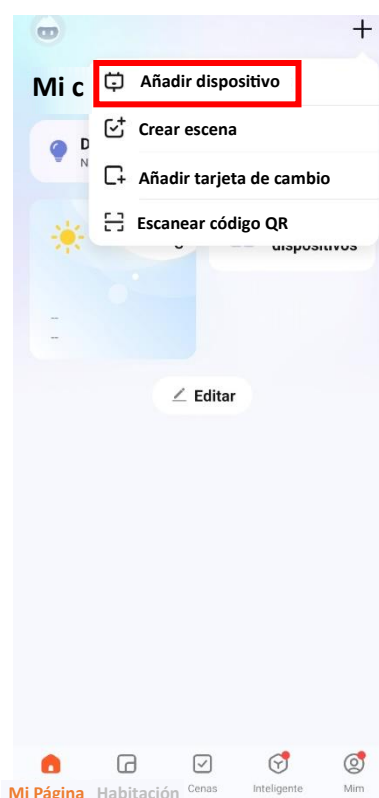 Mi c
Añadir dispositivo
Crear escena
Añadir tarjeta de cambio
Escanear código QR
D
N
dispositivos
--
--
Editar
Mi Página
Habitación
Cenas
Inteligente
Mim